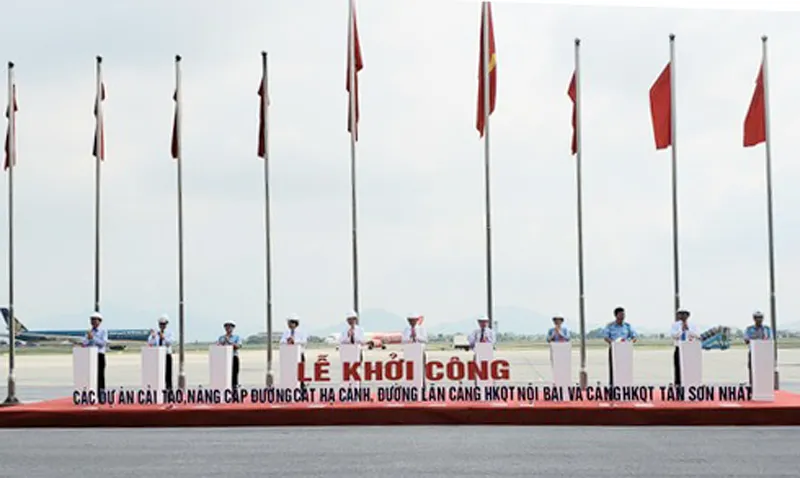 LỄ KHỞI CÔNG
CÁC DỰ ÁN CẢI TẠO, NÂNG CẤP ĐƯỜNG CẤT HẠ CÁNH, ĐƯỜNG LĂN CẢNG HKQT NỘI BÀI VÀ CẢNG HKQT TÂN SƠN NHẤT